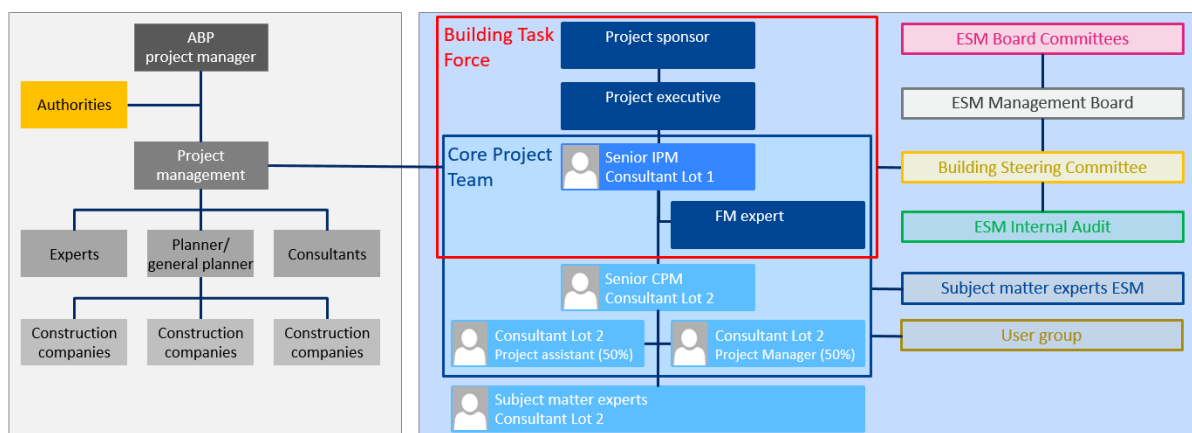 ABP
project manager
Authorities
Project
management
Experts
Planner/
general planner
Consultants
Construction
companies
Construction
companies
Construction
companies
Building Task
Force
Project sponsor
Project executive
Core Project
Team
Senior IPM
Consultant Lot 1
FM expert
Senior CPM
Consultant Lot 2
Consultant Lot 2
Project assistant (50%)
Consultant Lot 2
Project Manager (50%)
Subject matter experts
Consultant Lot 2
ESM Board Committees
ESM Management Board
Building Steering Committee
ESM Internal Audit
Subject matter experts ESM
User group